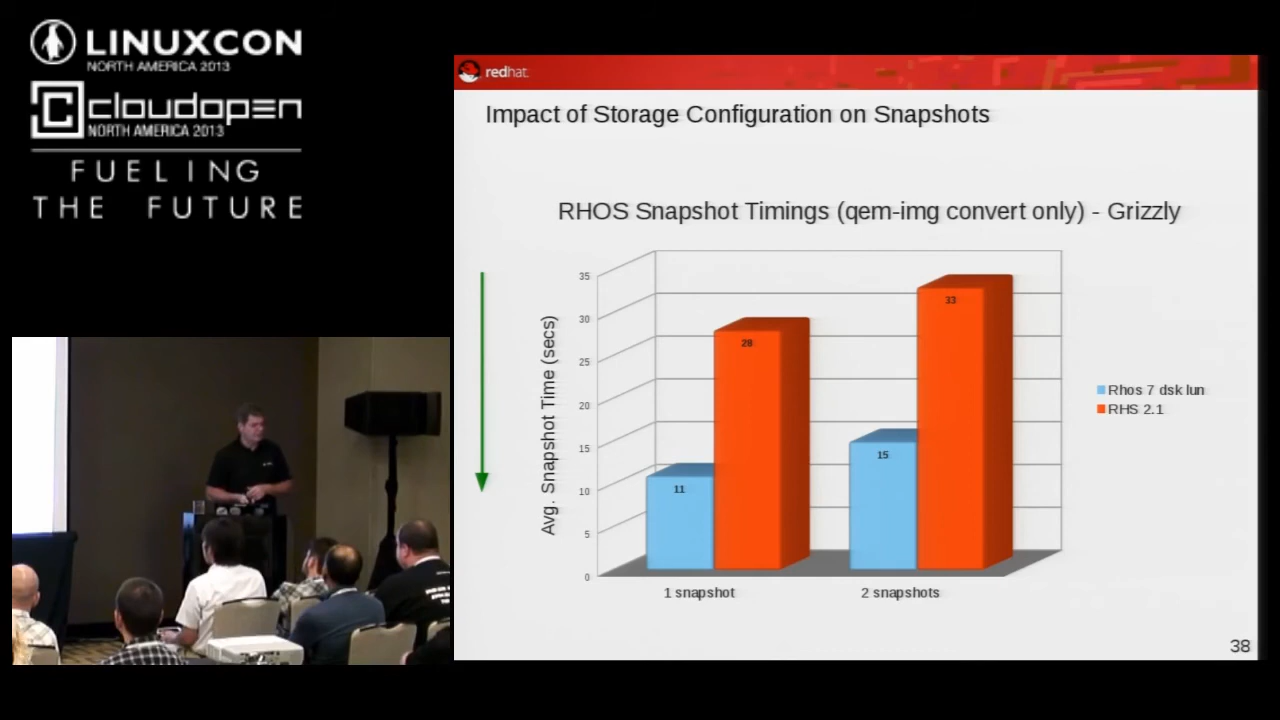 LINUXCON
NORTH AMERICA 2013
cloudopen
NORTH AMERICA 2013
FUELING
THE FUTURE
redhat.
Impact of Storage Configuration on Snapshots
RHOS Snapshot Timings (qem-img convert only) - Grizzly
Avg. Snapshot Time (secs)
35
30
25
20
15
10
5
0
11
28
15
33
1 snapshot
2 snapshots
Rhos 7 dsk lun
RHS 2.1
38